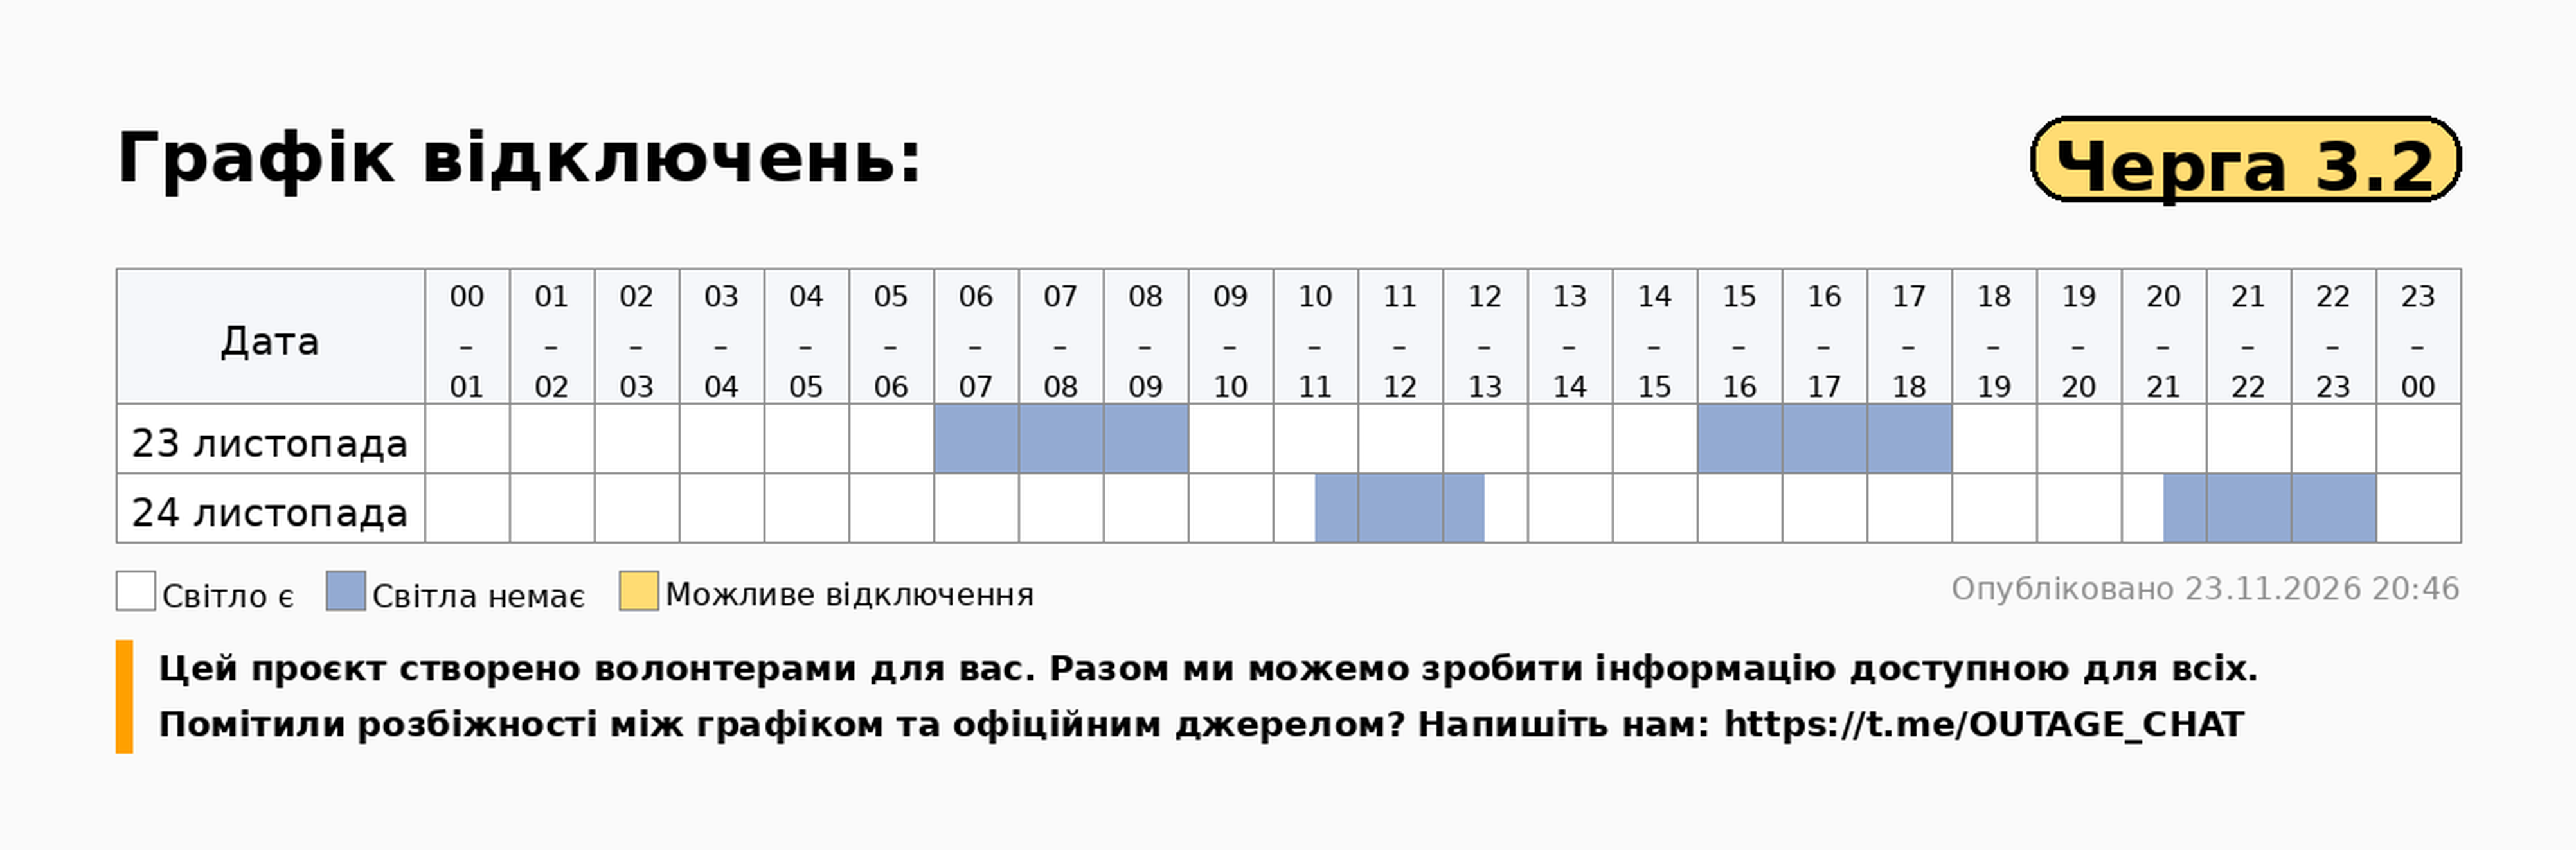 Графік відключень:
Черга 3.2
Дата
00 – 01
01 – 02
02 – 03
03 – 04
04 – 05
05 – 06
06 – 07
07 – 08
08 – 09
09 – 10
10 – 11
11 – 12
12 – 13
13 – 14
14 – 15
15 – 16
16 – 17
17 – 18
18 – 19
19 – 20
20 – 21
21 – 22
22 – 23
23 – 00
23 листопада
24 листопада
Світло є
Світла немає
Можливе відключення
Опубліковано 23.11.2026 20:46
Цей проєкт створено волонтерами для вас. Разом ми можемо зробити інформацію доступною для всіх.
Помітили розбіжності між графіком та офіційним джерелом? Напишіть нам: https://t.me/OUTAGE_CHAT